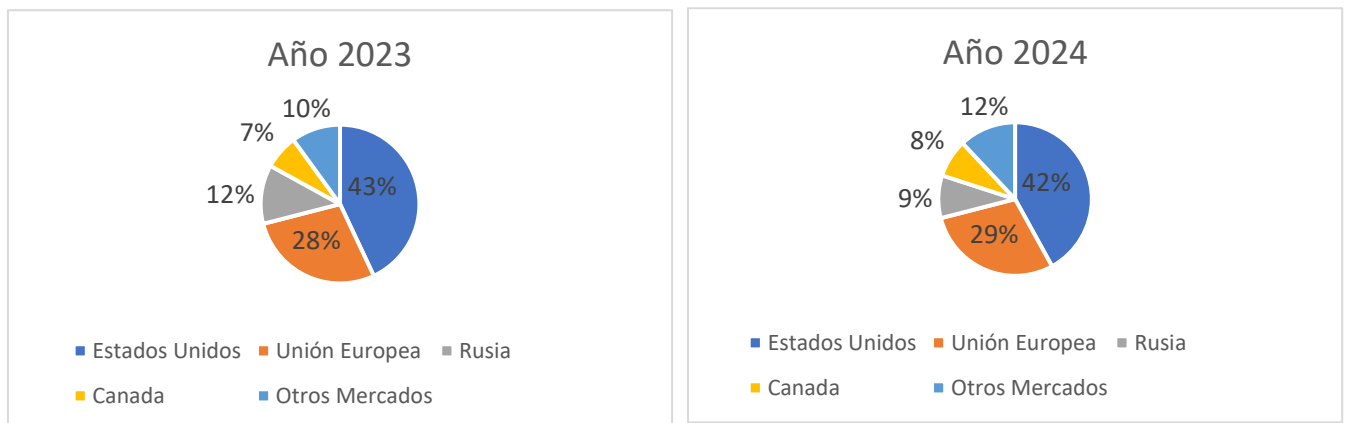 Año 2023
10%
7%
12%
43%
28%
Estados Unidos Unión Europea Rusia
Canada Otros Mercados
Año 2024
12%
8%
9%
42%
29%
Estados Unidos Unión Europea Rusia
Canada Otros Mercados